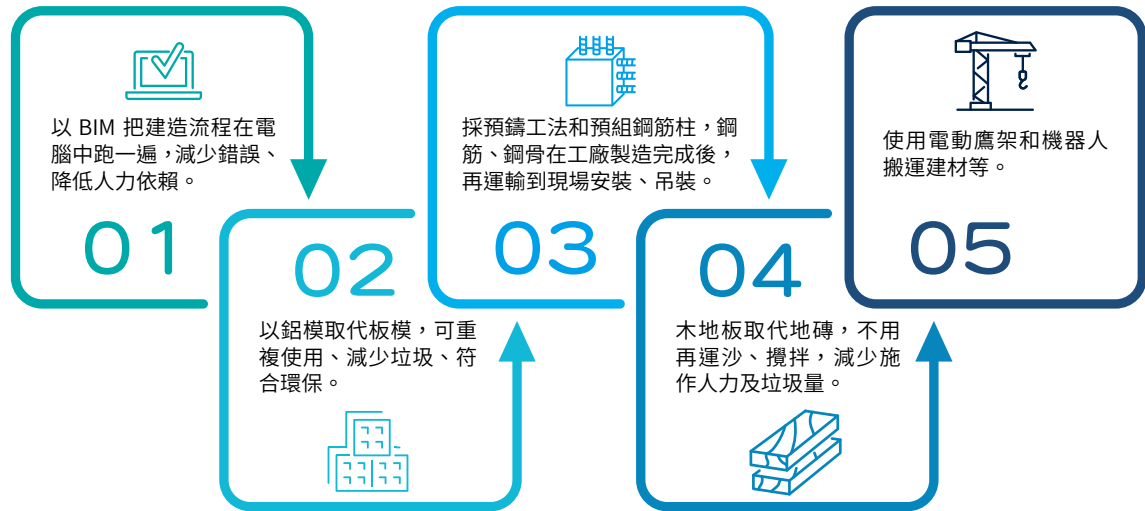 以 BIM 把建造流程在電
腦中跑一遍，減少錯誤、
降低人力依賴。
01
02
以鋁模取代板模，可重
複使用、減少垃圾、符
合環保。
採預鑄工法和預組鋼筋柱，鋼
筋、鋼骨在工廠製造完成後，
再運輸到現場安裝、吊裝。
03
04
木地板取代地磚，不用
再運沙、攪拌，減少施
作人力及垃圾量。
使用電動鷹架和機器人
搬運建材等。
05